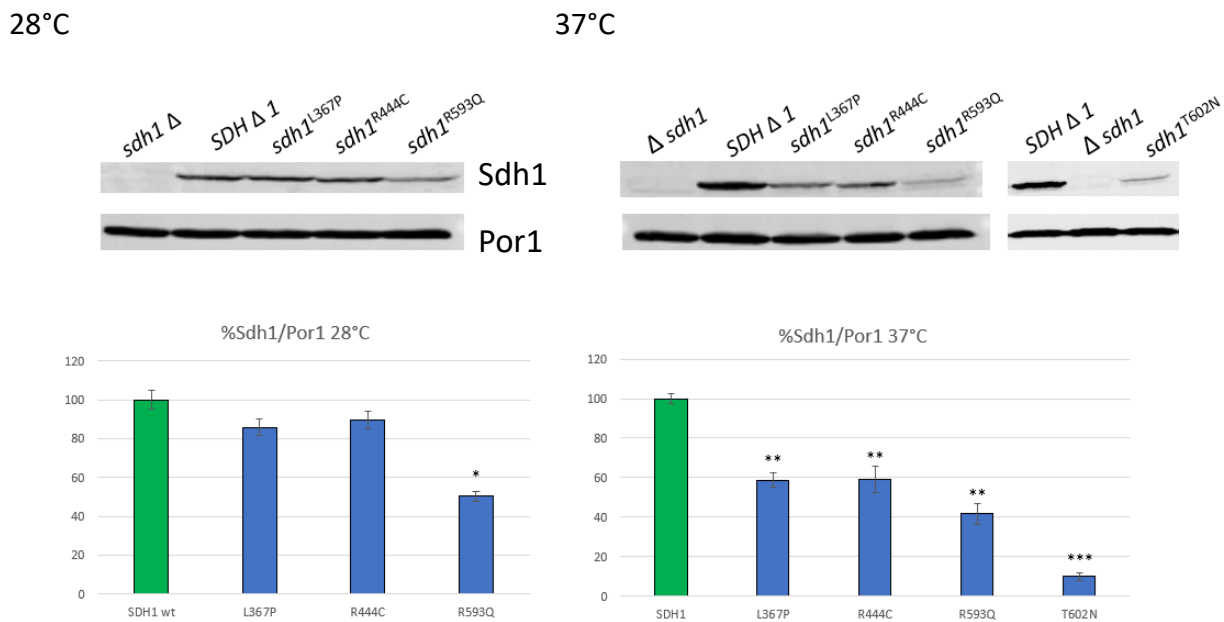 28°C
37°C
sdh1 Δ
SDH Δ 1
sdh1L367P
sdh1R444C
sdh1R593Q
Sdh1
Por1
Δ sdh1
SDH Δ 1
sdh1L367P
sdh1R444C
sdh1R593Q
SDH Δ 1
Δ sdh1
sdh1T602N
%Sdh1/Por1 28°C
120
100
80
60
40
20
0
*
SDH1 wt
L367P
R444C
R593Q
%Sdh1/Por1 37°C
120
100
80
60
40
20
0
**
**
**
***
SDH1
L367P
R444C
R593Q
T602N